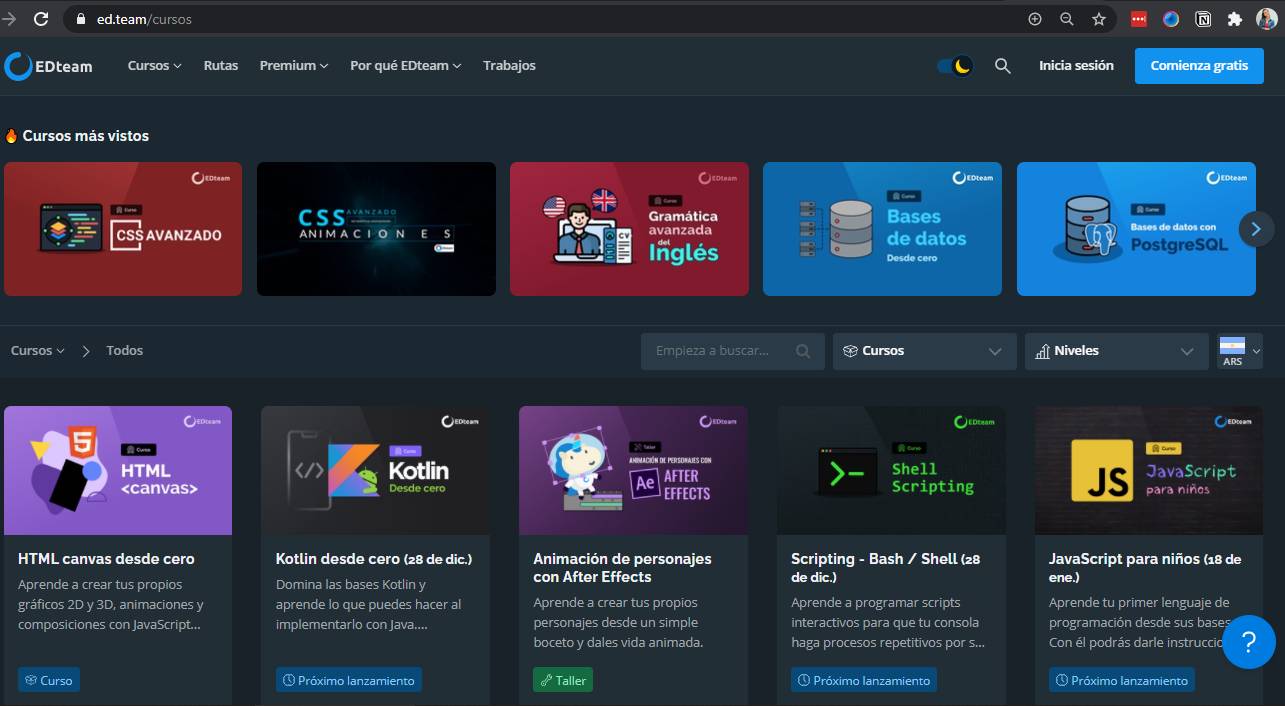 ed.team/cursos
EDteam
Cursos
Rutas
Premium
Por qué EDteam
Trabajos
Inicia sesión
Comienza gratis
Cursos más vistos
EDteam
Curso
CSS AVANZADO
CSS AVANZADO
ANIMACIONES
EDteam
Curso
Gramática
avanzada
del
Inglés
CV
EDteam
Curso
Bases
de datos
Desde cero
EDteam
Curso
Bases de datos con
PostgreSQL
Cursos
Todos
Empieza a buscar...
Cursos
Niveles
ARS
EDteam
5
Curso
HTML
<canvas>
EDteam
</>
Curso
Kotlin
Desde cero
EDteam
Taller
ANIMACIÓN DE PERSONAJES CON
Ae
AFTER
EFFECTS
EDteam
Curso
Shell
Scripting
EDteam
JS
Curso
JavaScript
para niños
HTML canvas desde cero
Aprende a crear tus propios
gráficos 2D y 3D, animaciones y
composiciones con JavaScript...
Curso
Kotlin desde cero (28 de dic.)
Domina las bases Kotlin y
aprende lo que puedes hacer al
implementarlo con Java....
Próximo lanzamiento
Animación de personajes
con After Effects
Aprende a crear tus propios
personajes desde un simple
boceto y dales vida animada.
Taller
Scripting - Bash / Shell (28
de dic.)
Aprende a programar scripts
interactivos para que tu consola
haga procesos repetitivos por s...
Próximo lanzamiento
JavaScript para niños (18 de
ene.)
Aprende tu primer lenguaje de
programación desde sus bases.
Con él podrás darle instruccio
Próximo lanzamiento
?